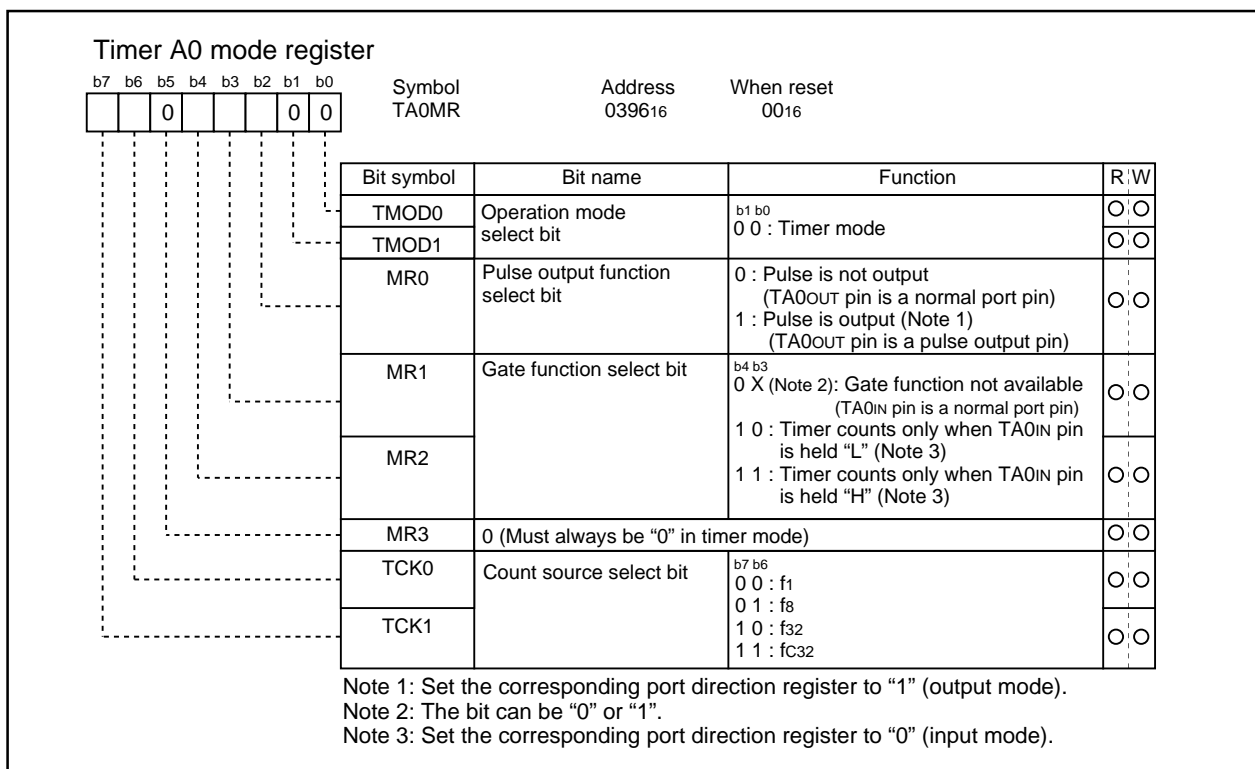 Timer A0 mode register
b7 b6 b5 b4 b3 b2 b1 b0
0 0 0
Symbol Address When reset
TA0MR 039616 0016
Bit symbol Bit name Function R W
TMOD0 Operation mode select bit b1 b0
0 0 : Timer mode
TMOD1
MR0 Pulse output function select bit 0 : Pulse is not output
(TA0OUT pin is a normal port pin)
1 : Pulse is output (Note 1)
(TA0OUT pin is a pulse output pin)
MR1 Gate function select bit b4 b3
0 X (Note 2): Gate function not available
(TA0IN pin is a normal port pin)
1 0 : Timer counts only when TA0IN pin
is held “L” (Note 3)
MR2
1 1 : Timer counts only when TA0IN pin
is held “H” (Note 3)
MR3 0 (Must always be “0” in timer mode)
TCK0 Count source select bit b7 b6
0 0 : f1
0 1 : f8
TCK1
1 0 : f32
1 1 : fC32
Note 1: Set the corresponding port direction register to “1” (output mode).
Note 2: The bit can be “0” or “1”.
Note 3: Set the corresponding port direction register to “0” (input mode).